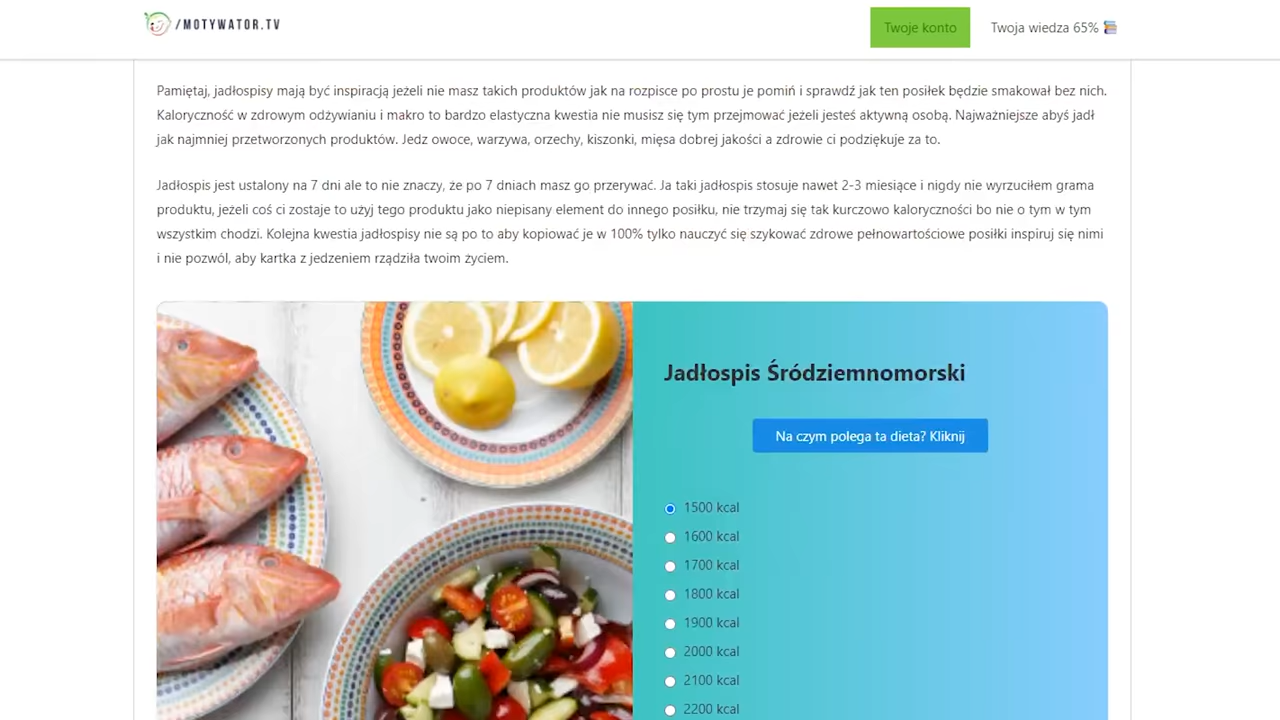 /MOTYWATOR.TV
Twoje konto
Twoja wiedza 65%
Pamiętaj, jadłospisy mają być inspiracją jeżeli nie masz takich produktów jak na rozpisce po prostu je pomiń i sprawdź jak ten posiłek będzie smakował bez nich.
Kaloryczność w zdrowym odżywianiu i makro to bardzo elastyczna kwestia nie musisz się tym przejmować jeżeli jesteś aktywną osobą. Najważniejsze abyś jadł
jak najmniej przetworzonych produktów. Jedz owoce, warzywa, orzechy, kiszonki, mięsa dobrej jakości a zdrowie ci podziękuje za to.
Jadłospis jest ustalony na 7 dni ale to nie znaczy, że po 7 dniach masz go przerywać. Ja taki jadłospis stosuje nawet 2-3 miesiące i nigdy nie wyrzuciłem grama
produktu, jeżeli coś ci zostaje to użyj tego produktu jako niepisany element do innego posiłku, nie trzymaj się tak kurczowo kaloryczności bo nie o tym w tym
wszystkim chodzi. Kolejna kwestia jadłospisy nie są po to aby kopiować je w 100% tylko nauczyć się szykować zdrowe pełnowartościowe posiłki inspiruj się nimi
i nie pozwól, aby kartka z jedzeniem rządziła twoim życiem.
Jadłospis Śródziemnomorski
Na czym polega ta dieta? Kliknij
1500 kcal
1600 kcal
1700 kcal
1800 kcal
1900 kcal
2000 kcal
2100 kcal
2200 kcal